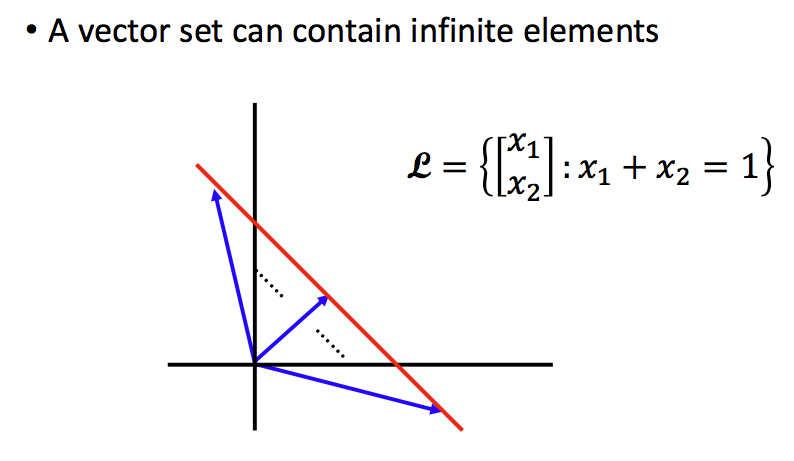 • A vector set can contain infinite elements
𝓛 = {[x₁ x₂] : x₁ + x₂ = 1}